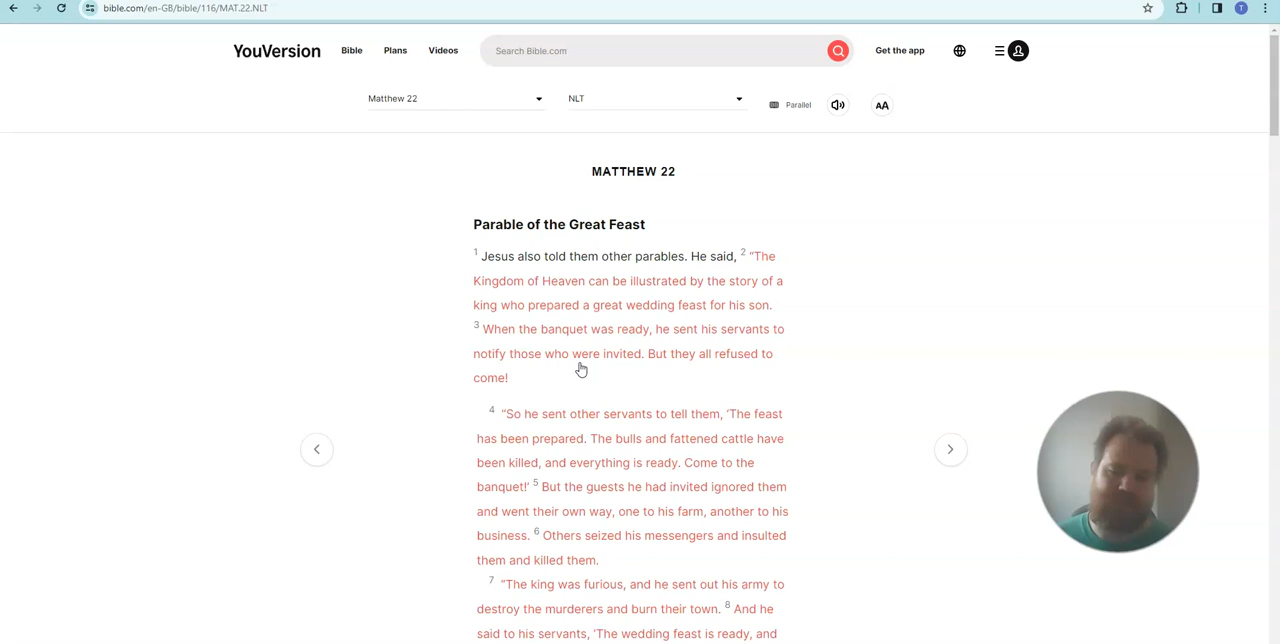 bible.com/en-GB/bible/116/MAT.22.NLT
T
YouVersion Bible Plans Videos Search Bible.com Get the app
Matthew 22 NLT Parallel AA
MATTHEW 22
Parable of the Great Feast
1 Jesus also told them other parables. He said, 2 “The
Kingdom of Heaven can be illustrated by the story of a
king who prepared a great wedding feast for his son.
3 When the banquet was ready, he sent his servants to
notify those who were invited. But they all refused to
come!
4 “So he sent other servants to tell them, ‘The feast
has been prepared. The bulls and fattened cattle have
been killed, and everything is ready. Come to the
banquet!’ 5 But the guests he had invited ignored them
and went their own way, one to his farm, another to his
business. 6 Others seized his messengers and insulted
them and killed them.
7 “The king was furious, and he sent out his army to
destroy the murderers and burn their town. 8 And he
said to his servants, ‘The wedding feast is ready, and